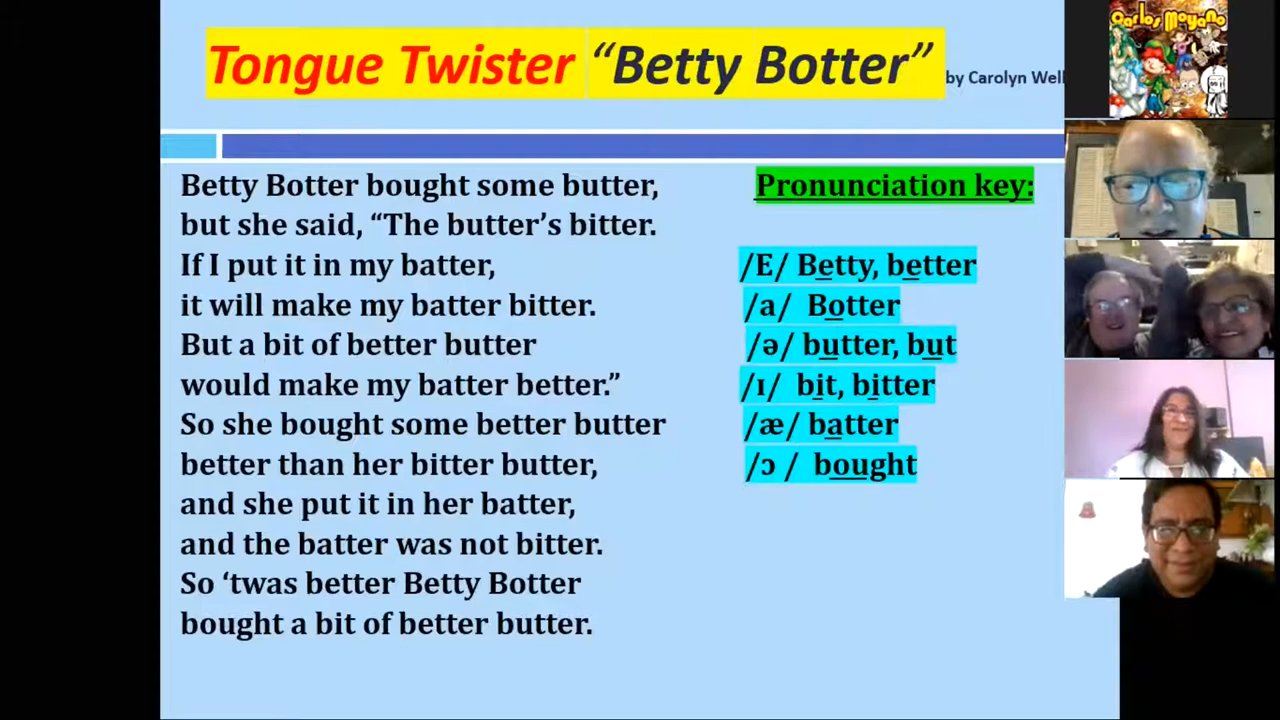 Tongue Twister “Betty Botter” by Carolyn Well
Betty Botter bought some butter,
but she said, “The butter’s bitter.
If I put it in my batter,
it will make my batter bitter.
But a bit of better butter
would make my batter better.”
So she bought some better butter
better than her bitter butter,
and she put it in her batter,
and the batter was not bitter.
So ‘twas better Betty Botter
bought a bit of better butter.
Pronunciation key:
/E/ Betty, better
/a/ Botter
/ə/ butter, but
/ɪ/ bit, bitter
/æ/ batter
/ɔ / bought
Carlos Moyano